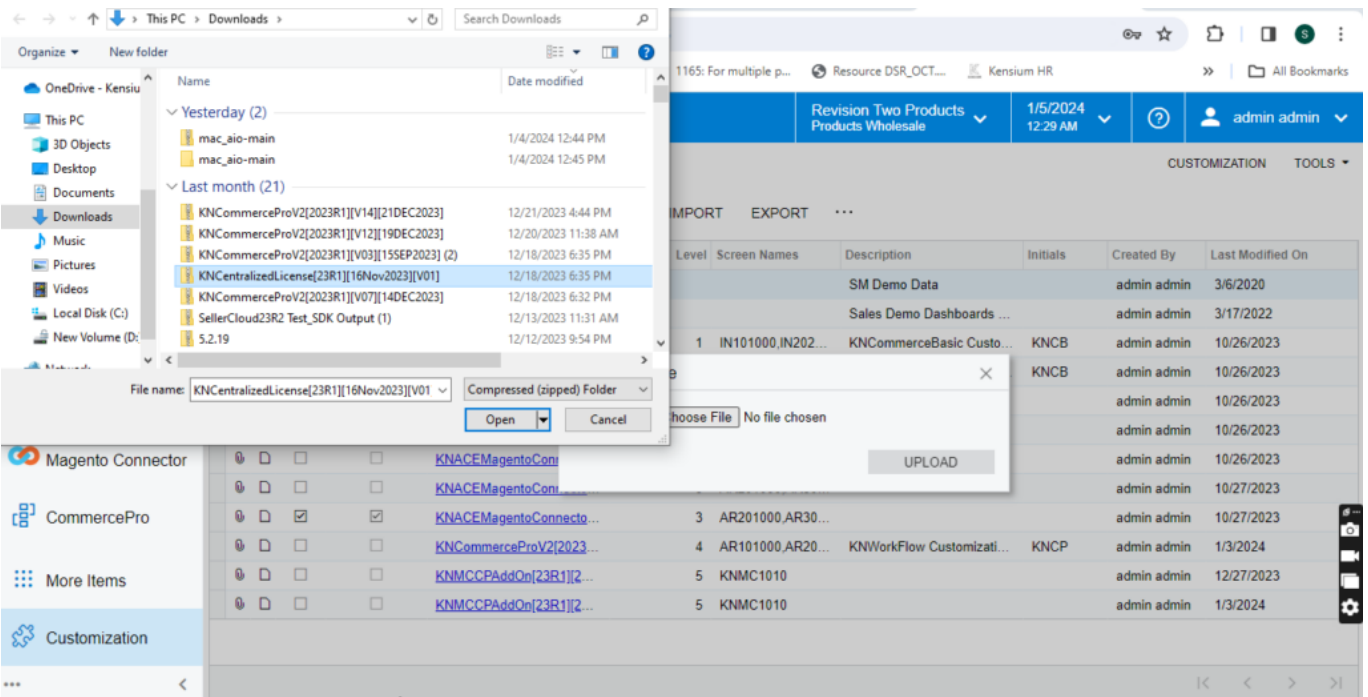 This PC > Downloads >
Search Downloads
Organize
New folder
Name
Date modified
OneDrive - Kensiu
This PC
3D Objects
Desktop
Documents
Downloads
Music
Pictures
Videos
Local Disk (C:)
New Volume (D:
Yesterday (2)
mac_aio-main 1/4/2024 12:44 PM
mac_aio-main 1/4/2024 12:45 PM
Last month (21)
KNCommerceProV2[2023R1][V14][21DEC2023] 12/21/2023 4:44 PM
KNCommerceProV2[2023R1][V12][19DEC2023] 12/20/2023 11:38 AM
KNCommerceProV2[2023R1][V03][15SEP2023] (2) 12/18/2023 6:35 PM
KNCentralizedLicense[23R1][16Nov2023][V01] 12/18/2023 6:35 PM
KNCommerceProV2[2023R1][V07][14DEC2023] 12/18/2023 6:32 PM
SellerCloud23R2 Test_SDK Output (1) 12/13/2023 11:31 AM
5.2.19 12/12/2023 9:54 PM
File name: KNCentralizedLicense[23R1][16Nov2023][V01
Compressed (zipped) Folder
Open
Cancel
S
1165: For multiple p...
Resource DSR_OCT....
Kensium HR
All Bookmarks
Revision Two Products
Products Wholesale
1/5/2024
12:29 AM
admin admin
CUSTOMIZATION TOOLS
IMPORT EXPORT ...
Level Screen Names Description Initials Created By Last Modified On
SM Demo Data admin admin 3/6/2020
Sales Demo Dashboards ... admin admin 3/17/2022
1 IN101000,IN202... KNCommerceBasic Custo... KNCB admin admin 10/26/2023
KNCB admin admin 10/26/2023
admin admin 10/26/2023
admin admin 10/26/2023
e
Choose File No file chosen
UPLOAD
Magento Connector
CommercePro
More Items
Customization
KNACEMagentoConn admin admin 10/26/2023
admin admin 10/27/2023
KNACEMagentoConnecto... 3 AR201000,AR30... admin admin 10/27/2023
KNCommerceProV2[2023... 4 AR101000,AR20... KNWorkFlow Customizati... KNCP admin admin 1/3/2024
KNMCCPAddOn[23R1][2... 5 KNMC1010 admin admin 12/27/2023
KNMCCPAddOn[23R1][2... 5 KNMC1010 admin admin 1/3/2024